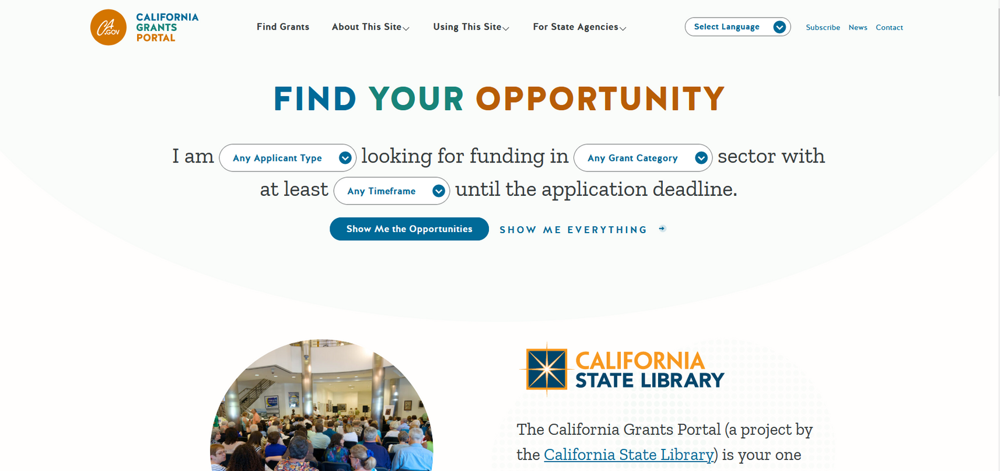 CA
.GOV
CALIFORNIA
GRANTS
PORTAL
Find Grants
About This Site
Using This Site
For State Agencies
Select Language
Subscribe
News
Contact
FIND YOUR OPPORTUNITY
I am Any Applicant Type looking for funding in Any Grant Category sector with
at least Any Timeframe until the application deadline.
Show Me the Opportunities
SHOW ME EVERYTHING
CALIFORNIA
STATE LIBRARY
The California Grants Portal (a project by
the California State Library) is your one